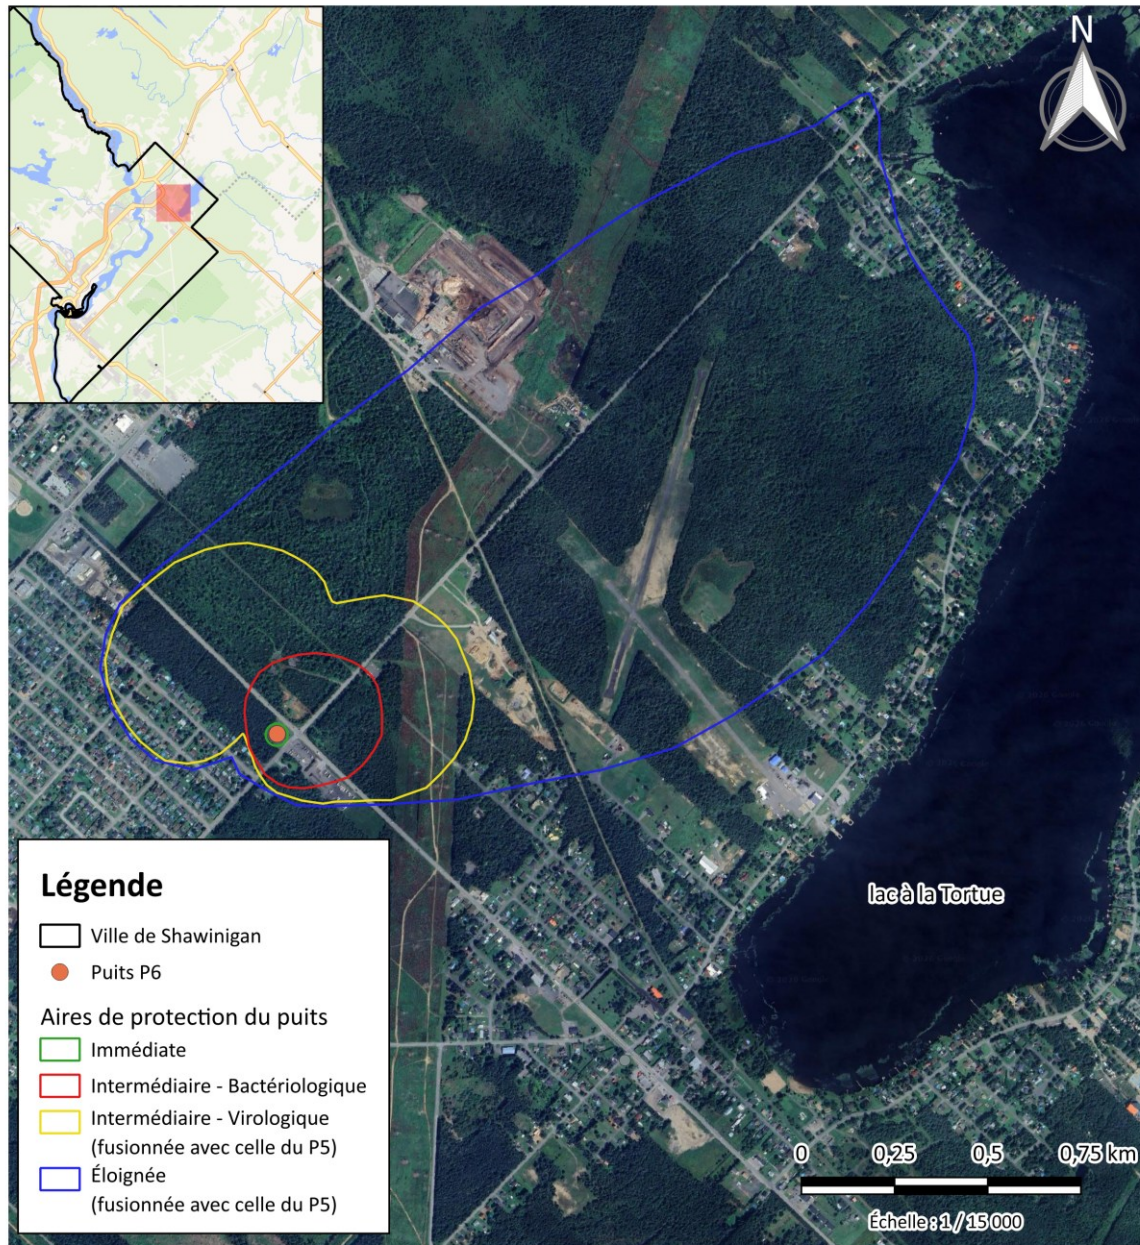 N
lac à la Tortue
Légende
Ville de Shawinigan
Puits P6
Aires de protection du puits
Immédiate
Intermédiaire - Bactériologique
Intermédiaire - Virologique
(fusionnée avec celle du P5)
Éloignée
(fusionnée avec celle du P5)
0 0,25 0,5 0,75 km
Échelle : 1 / 15 000